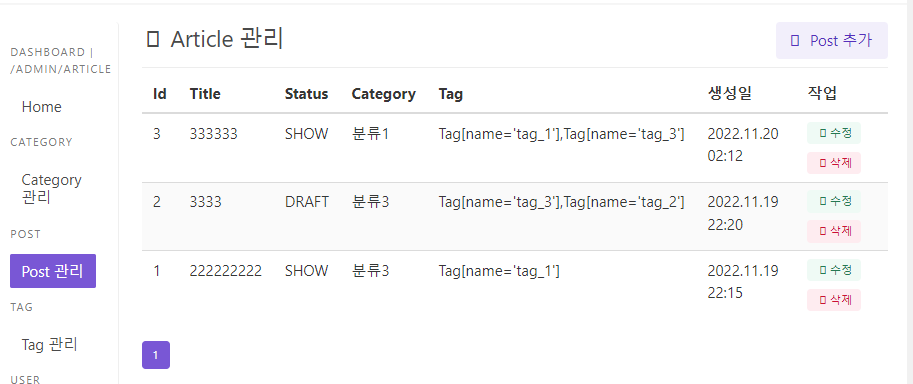 DASHBOARD |
/ADMIN/ARTICLE
Home
CATEGORY
Category
관리
POST
Post 관리
TAG
Tag 관리
USER
Article 관리
Post 추가
Id Title Status Category Tag 생성일 작업
3 333333 SHOW 분류1 Tag[name='tag_1'],Tag[name='tag_3'] 2022.11.20
02:12
수정
삭제
2 3333 DRAFT 분류3 Tag[name='tag_3'],Tag[name='tag_2'] 2022.11.19
22:20
수정
삭제
1 222222222 SHOW 분류3 Tag[name='tag_1'] 2022.11.19
22:15
수정
삭제
1